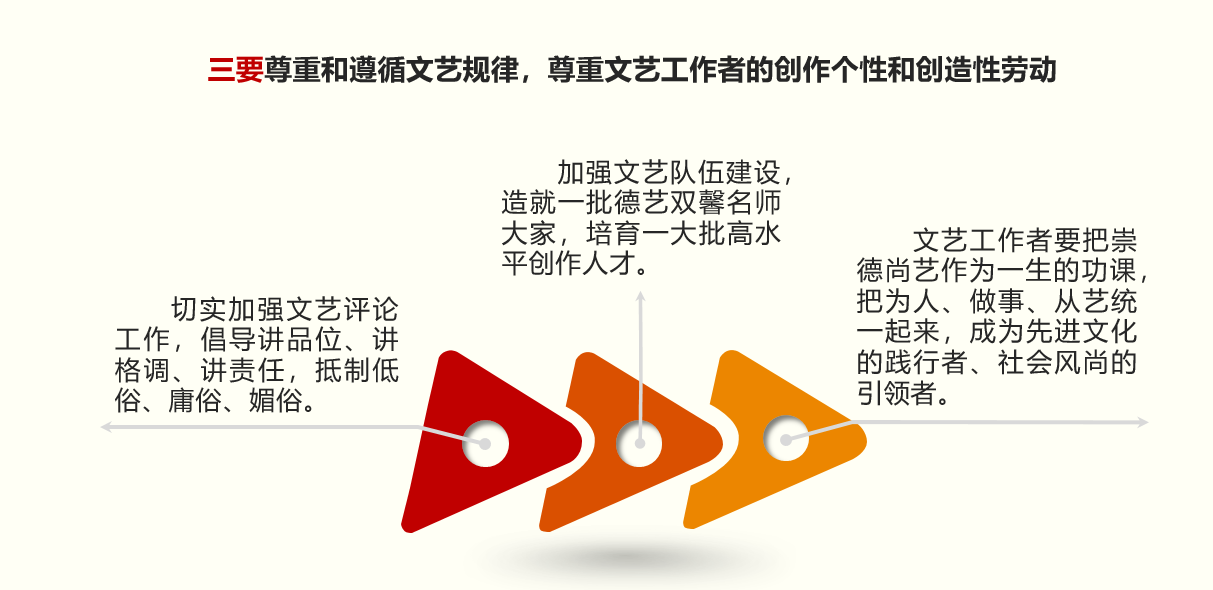 三要尊重和遵循文艺规律，尊重文艺工作者的创作个性和创造性劳动
切实加强文艺评论
工作，倡导讲品位、讲
格调、讲责任，抵制低
俗、庸俗、媚俗。
加强文艺队伍建设，
造就一批德艺双馨名师
大家，培育一大批高水
平创作人才。
文艺工作者要把崇
德尚艺作为一生的功课，
把为人、做事、从艺统
一起来，成为先进文化
的践行者、社会风尚的
引领者。